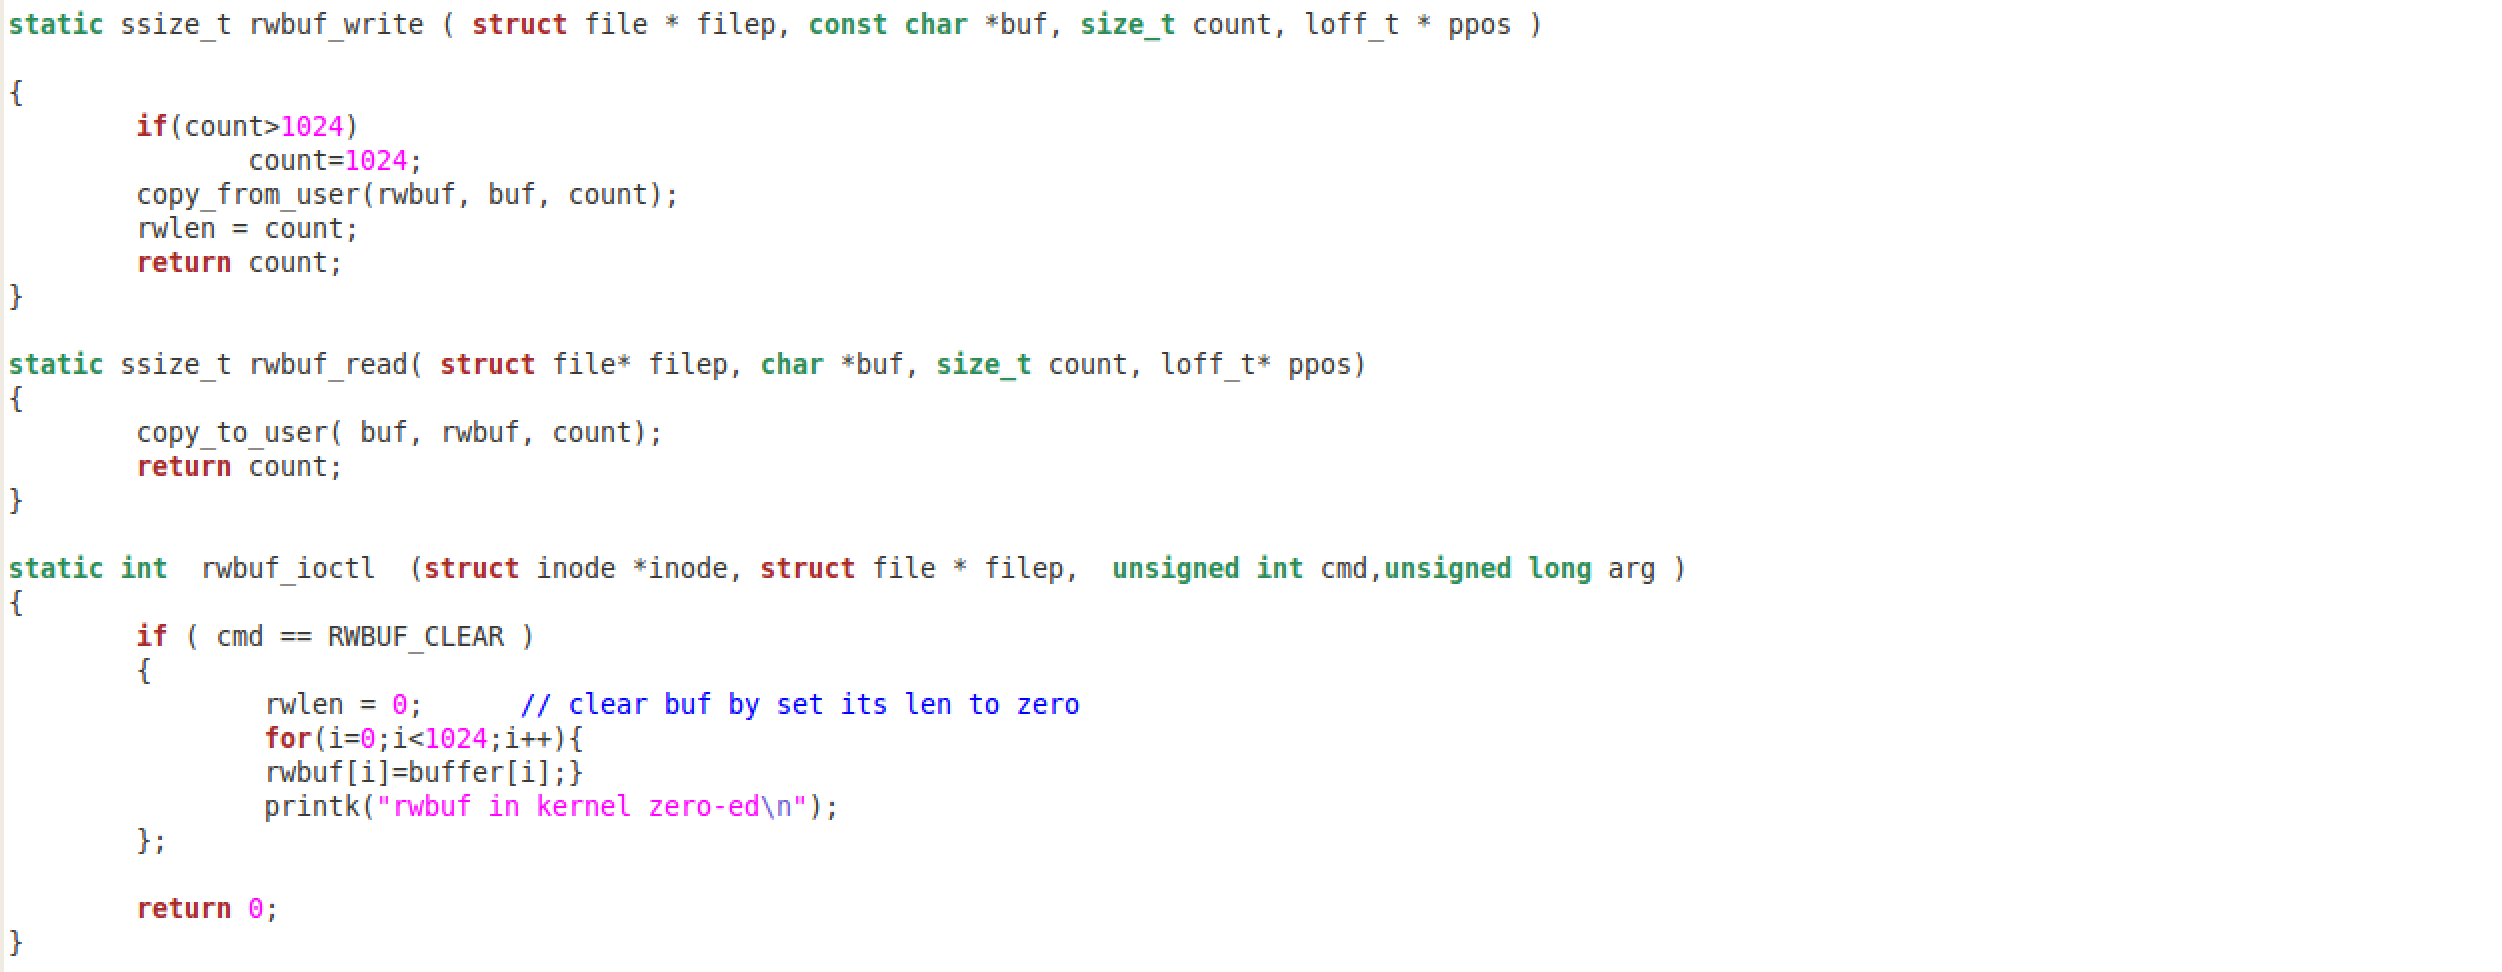 static ssize_t rwbuf_write ( struct file * filep, const char *buf, size_t count, loff_t * ppos )
{
if(count>1024)
count=1024;
copy_from_user(rwbuf, buf, count);
rwlen = count;
return count;
}
static ssize_t rwbuf_read( struct file* filep, char *buf, size_t count, loff_t* ppos)
{
copy_to_user( buf, rwbuf, count);
return count;
}
static int  rwbuf_ioctl  (struct inode *inode, struct file * filep,  unsigned int cmd,unsigned long arg )
{
if ( cmd == RWBUF_CLEAR )
{
rwlen = 0;      // clear buf by set its len to zero
for(i=0;i<1024;i++){
rwbuf[i]=buffer[i];}
printk("rwbuf in kernel zero-ed\n");
};
return 0;
}